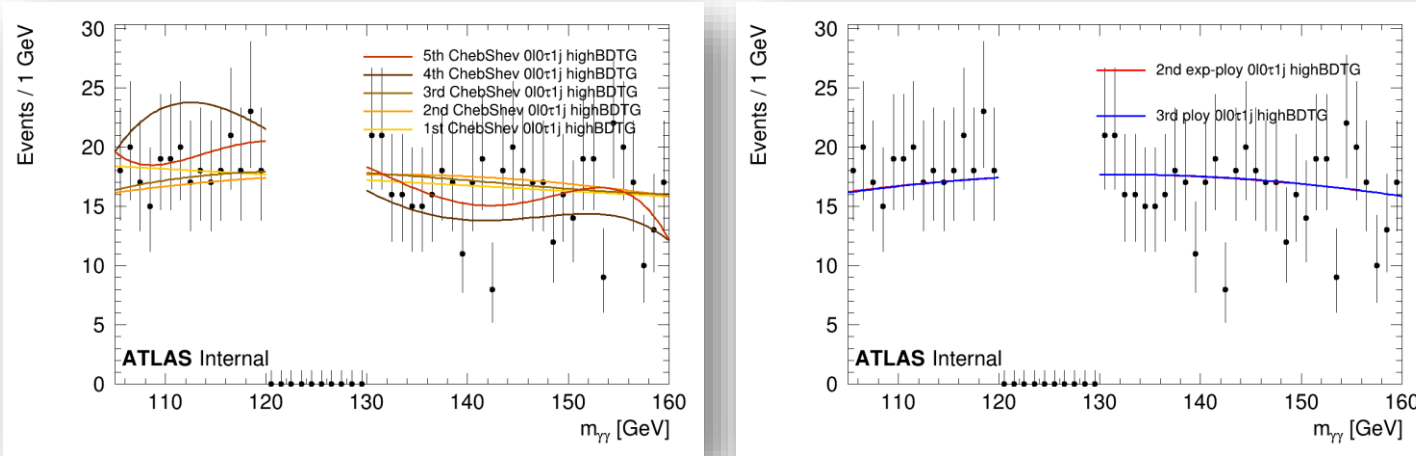 Events / 1 GeV
30
25
20
15
10
5
0
5th ChebShev 0l0τ1j highBDTG
4th ChebShev 0l0τ1j highBDTG
3rd ChebShev 0l0τ1j highBDTG
2nd ChebShev 0l0τ1j highBDTG
1st ChebShev 0l0τ1j highBDTG
ATLAS Internal
110 120 130 140 150 160
mγγ [GeV]
Events / 1 GeV
30
25
20
15
10
5
0
2nd exp-ploy 0l0τ1j highBDTG
3rd ploy 0l0τ1j highBDTG
ATLAS Internal
110 120 130 140 150 160
mγγ [GeV]